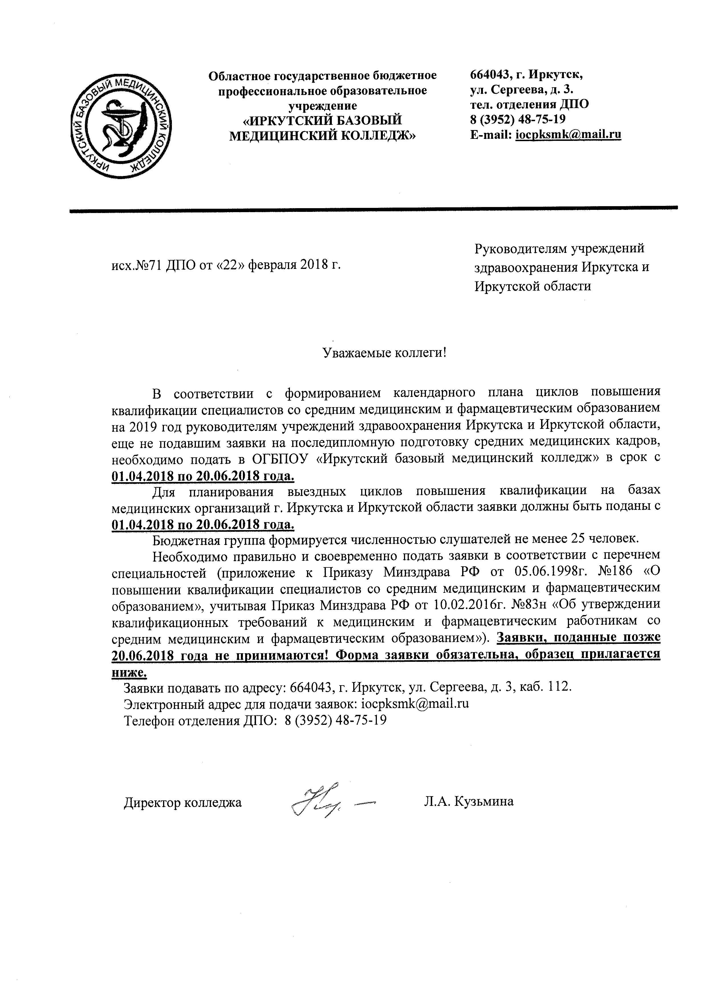 ИРКУТСКИЙ БАЗОВЫЙ МЕДИЦИНСКИЙ КОЛЛЕДЖ
Областное государственное бюджетное
профессиональное образовательное
учреждение
«ИРКУТСКИЙ БАЗОВЫЙ
МЕДИЦИНСКИЙ КОЛЛЕДЖ»
664043, г. Иркутск,
ул. Сергеева, д. 3.
тел. отделения ДПО
8 (3952) 48-75-19
E-mail: iocpksmk@mail.ru
исх.№71 ДПО от «22» февраля 2018 г.
Руководителям учреждений
здравоохранения Иркутска и
Иркутской области
Уважаемые коллеги!
В соответствии с формированием календарного плана циклов повышения
квалификации специалистов со средним медицинским и фармацевтическим образованием
на 2019 год руководителям учреждений здравоохранения Иркутска и Иркутской области,
еще не подавшим заявки на последипломную подготовку средних медицинских кадров,
необходимо подать в ОГБПОУ «Иркутский базовый медицинский колледж» в срок с
01.04.2018 по 20.06.2018 года.
Для планирования выездных циклов повышения квалификации на базах
медицинских организаций г. Иркутска и Иркутской области заявки должны быть поданы с
01.04.2018 по 20.06.2018 года.
Бюджетная группа формируется численностью слушателей не менее 25 человек.
Необходимо правильно и своевременно подать заявки в соответствии с перечнем
специальностей (приложение к Приказу Минздрава РФ от 05.06.1998г. №186 «О
повышении квалификации специалистов со средним медицинским и фармацевтическим
образованием», учитывая Приказ Минздрава РФ от 10.02.2016г. №83н «Об утверждении
квалификационных требований к медицинским и фармацевтическим работникам со
средним медицинским и фармацевтическим образованием»). Заявки, поданные позже
20.06.2018 года не принимаются! Форма заявки обязательна, образец прилагается
ниже.
Заявки подавать по адресу: 664043, г. Иркутск, ул. Сергеева, д. 3, каб. 112.
Электронный адрес для подачи заявок: iocpksmk@mail.ru
Телефон отделения ДПО: 8 (3952) 48-75-19
Директор колледжа
Л.А. Кузьмина